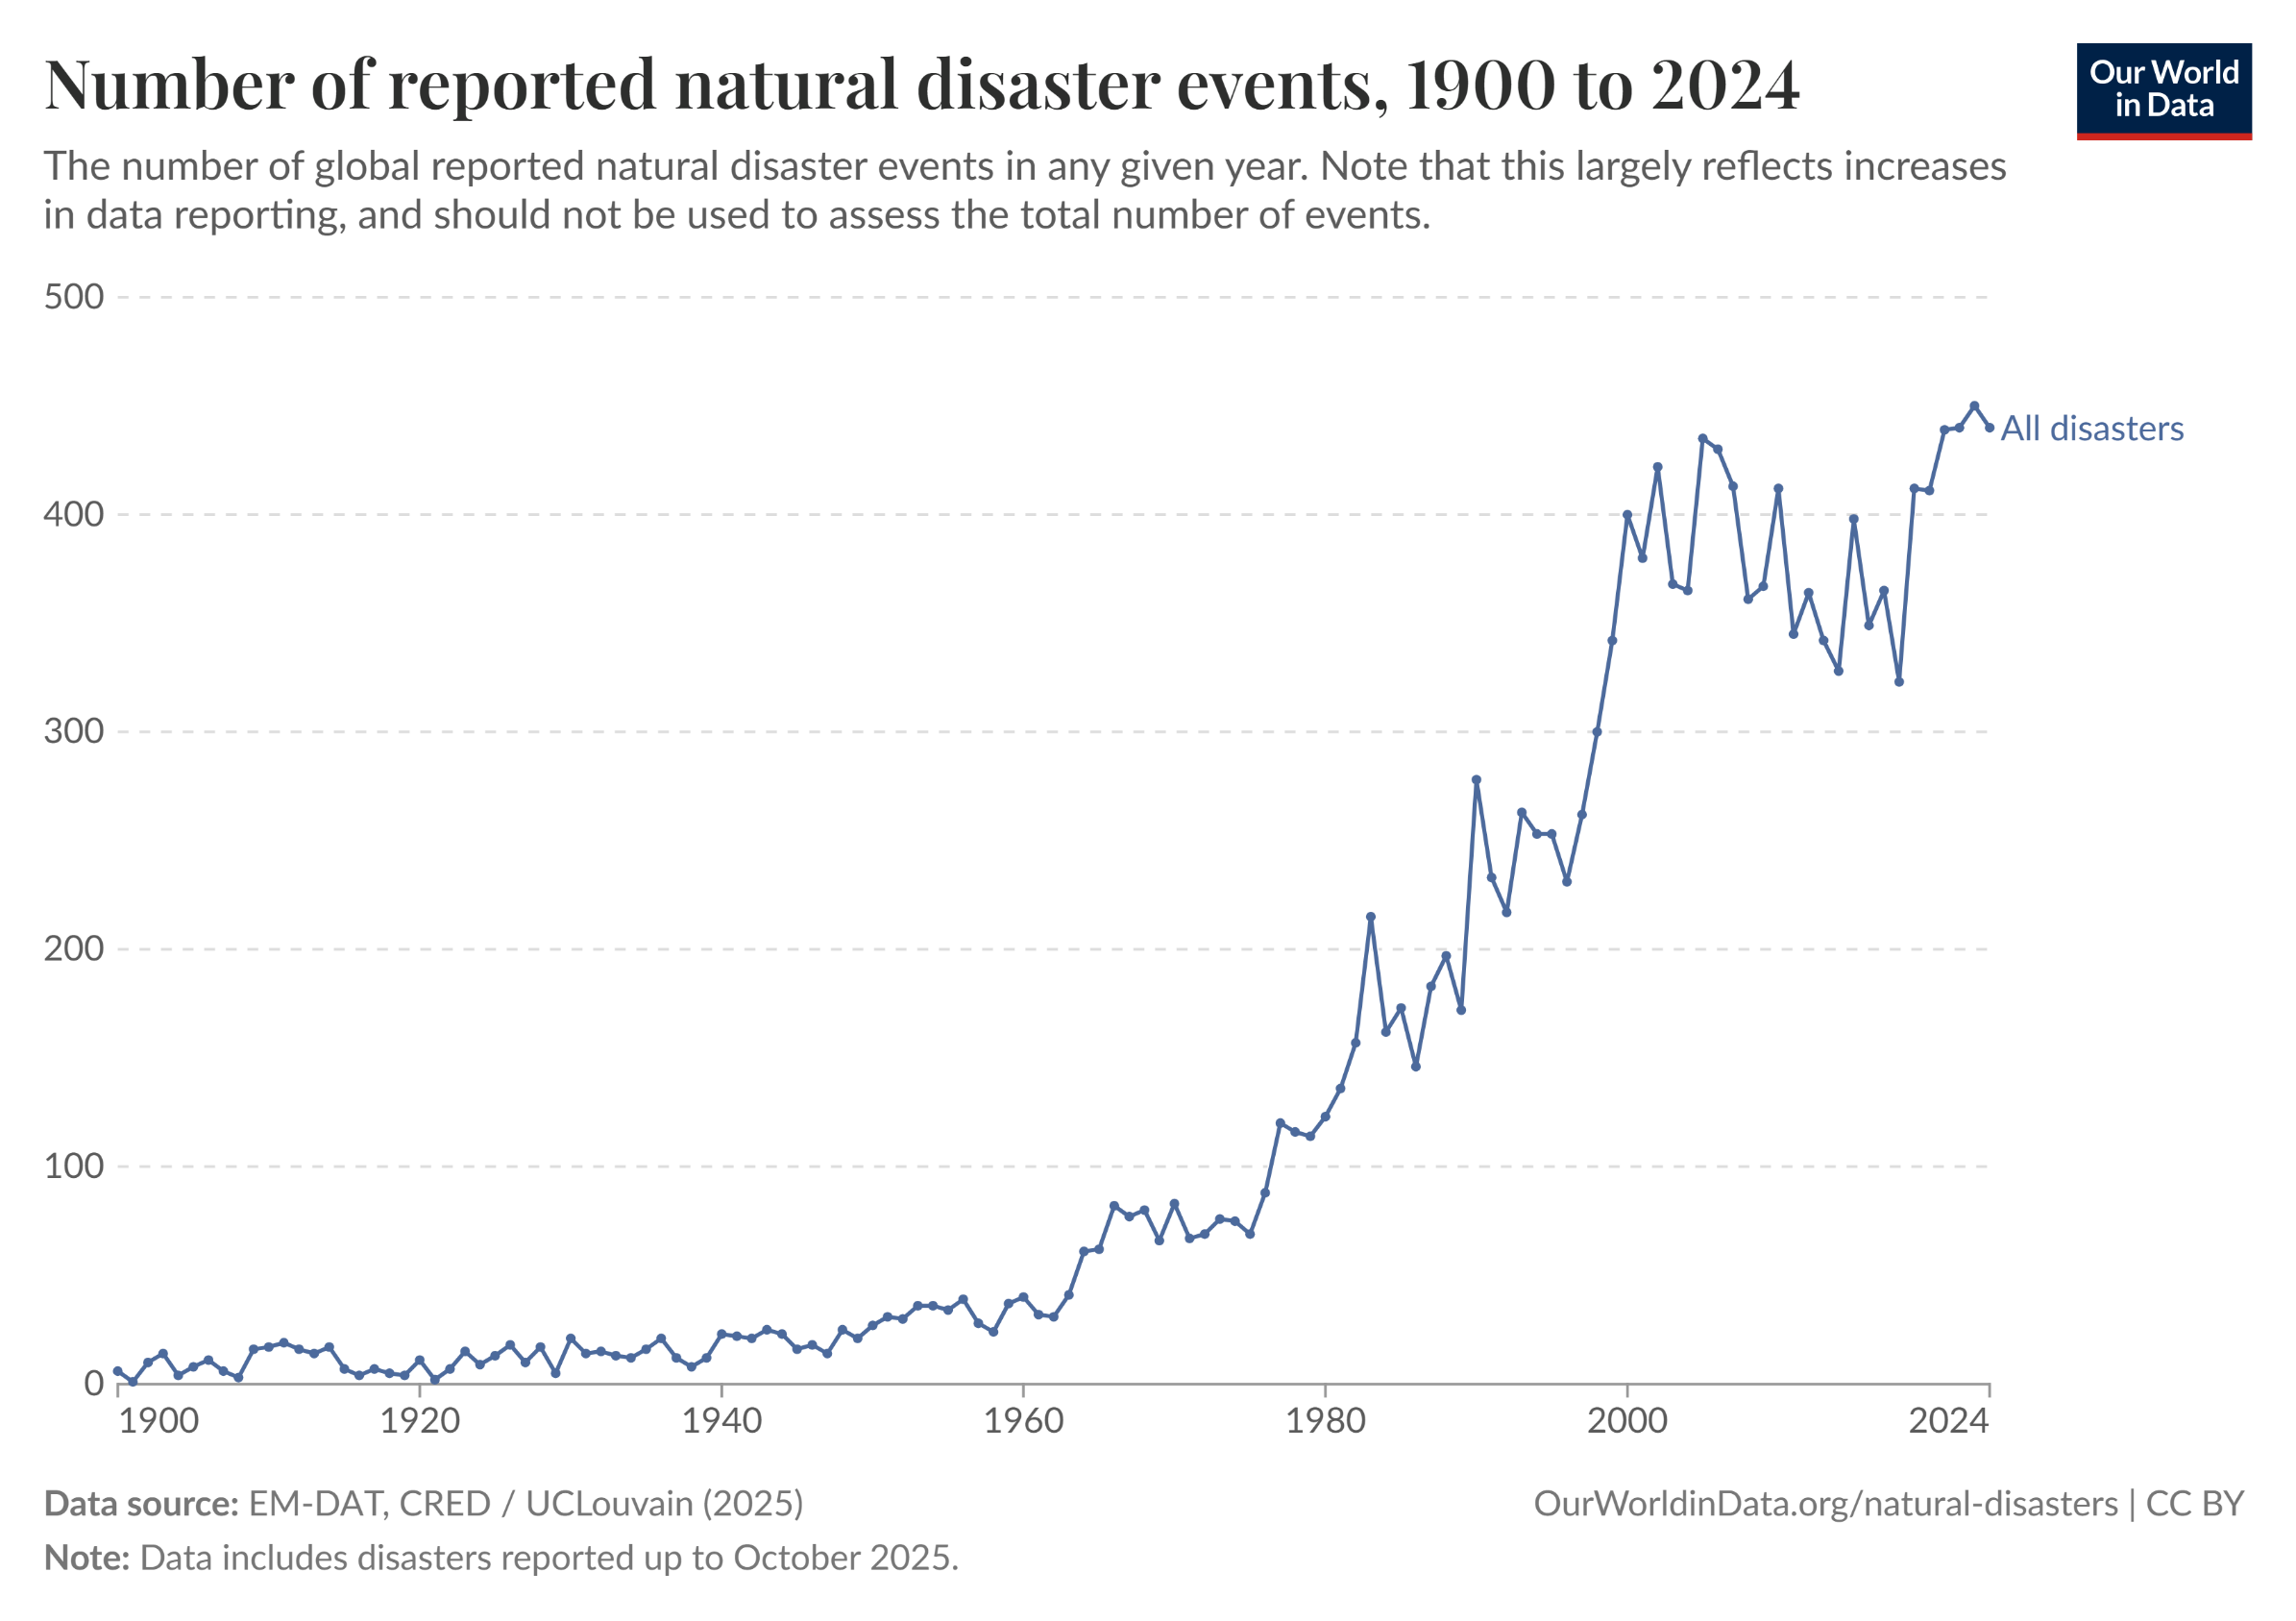 Number of reported natural disaster events, 1900 to 2024
Our World
in Data
The number of global reported natural disaster events in any given year. Note that this largely reflects increases
in data reporting, and should not be used to assess the total number of events.
500
400
300
200
100
0
All disasters
1900 1920 1940 1960 1980 2000 2024
Data source: EM-DAT, CRED / UCLouvain (2025)
OurWorldinData.org/natural-disasters | CC BY
Note: Data includes disasters reported up to October 2025.